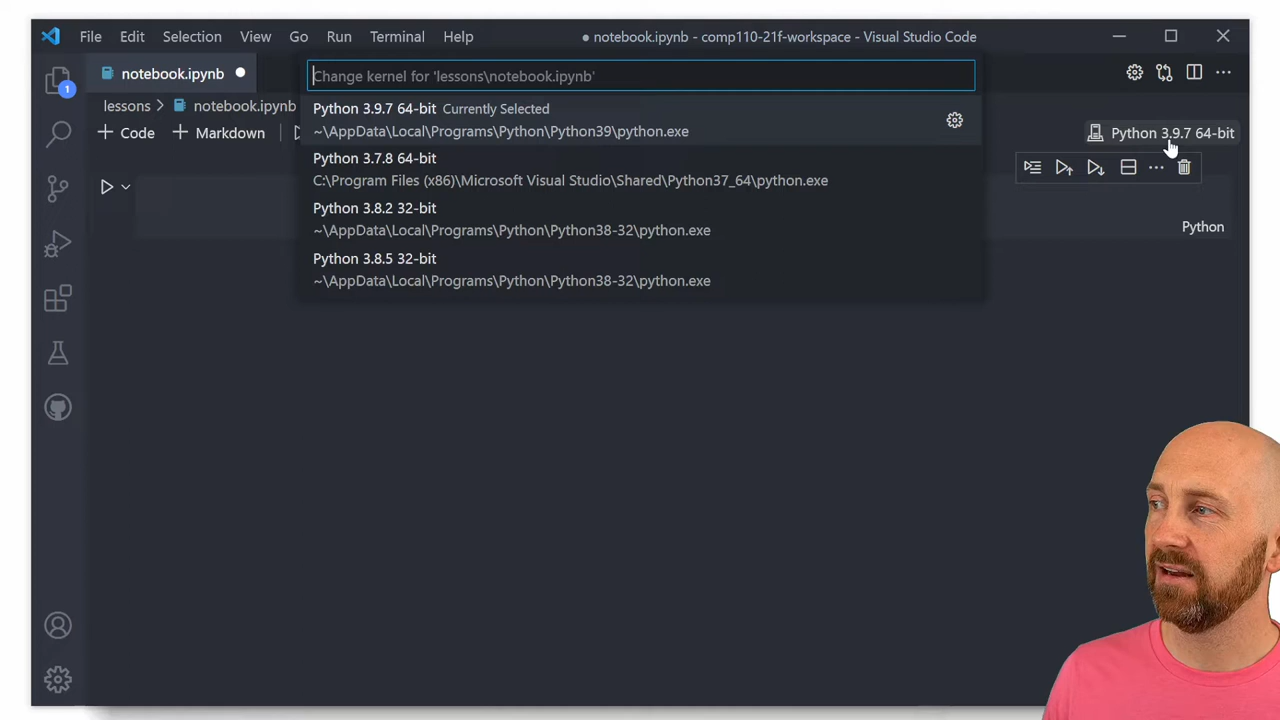 File Edit Selection View Go Run Terminal Help
● notebook.ipynb - comp110-21f-workspace - Visual Studio Code
notebook.ipynb ●
1
Change kernel for 'lessons\notebook.ipynb'
lessons > notebook.ipynb
Python 3.9.7 64-bit Currently Selected
~\AppData\Local\Programs\Python\Python39\python.exe
+ Code + Markdown
Python 3.9.7 64-bit
Python 3.7.8 64-bit
C:\Program Files (x86)\Microsoft Visual Studio\Shared\Python37_64\python.exe
Python 3.8.2 32-bit
~\AppData\Local\Programs\Python\Python38-32\python.exe
Python
Python 3.8.5 32-bit
~\AppData\Local\Programs\Python\Python38-32\python.exe